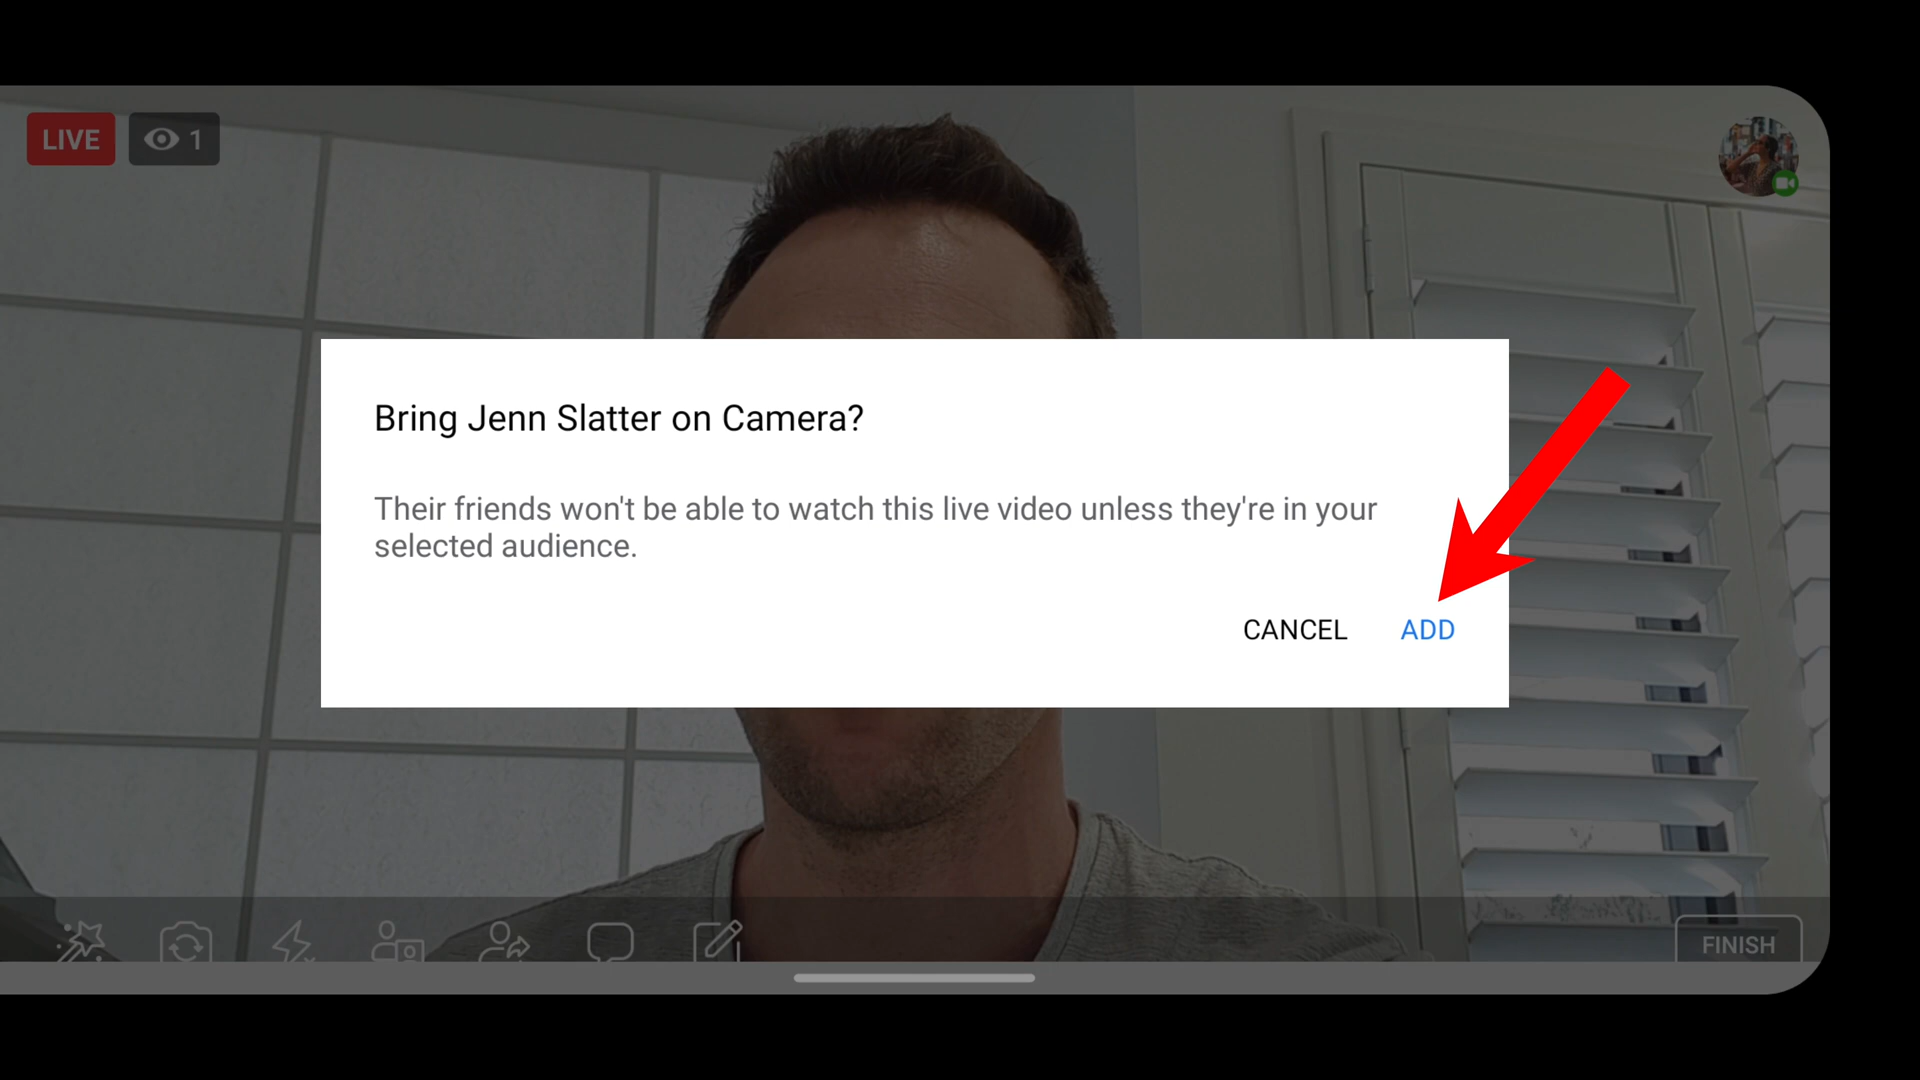 LIVE
1
Bring Jenn Slatter on Camera?
Their friends won't be able to watch this live video unless they're in your
selected audience.
CANCEL
ADD
FINISH